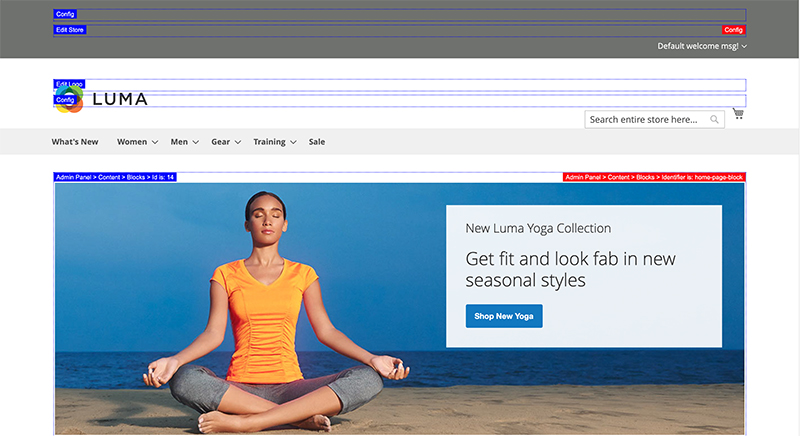 Config
Edit Store
Config
Default welcome msg!
Edit Logo
Config
LUMA
Search entire store here...
What's New Women Men Gear Training Sale
Admin Panel > Content > Blocks > Id is: 14
Admin Panel > Content > Blocks > Identifier is: home-page-block
New Luma Yoga Collection
Get fit and look fab in new
seasonal styles
Shop New Yoga